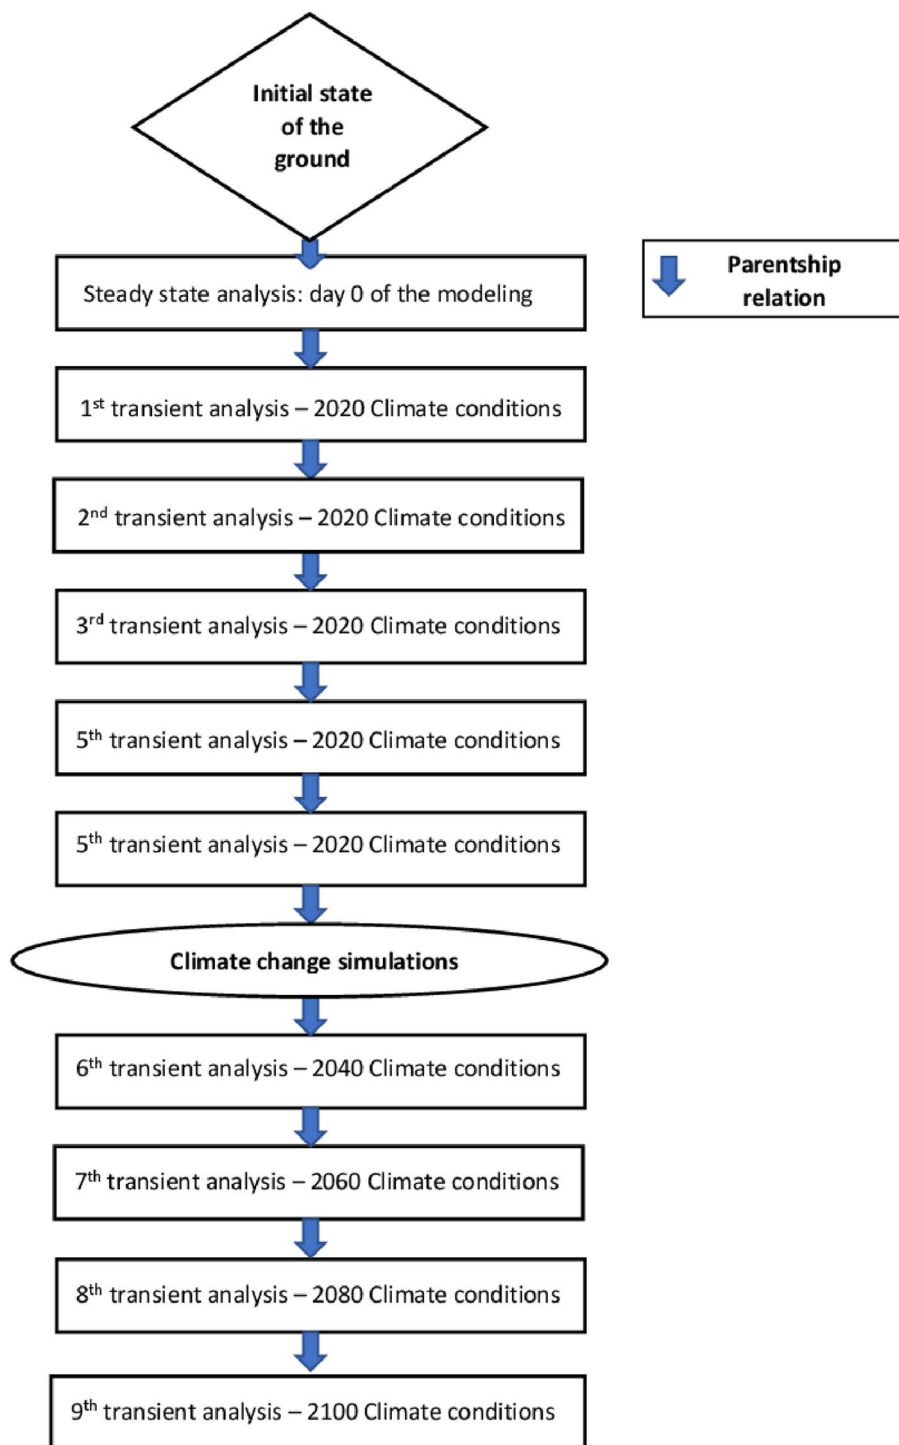 Initial state
of the
ground
Parentship
relation
Steady state analysis: day 0 of the modeling
1st transient analysis – 2020 Climate conditions
2nd transient analysis – 2020 Climate conditions
3rd transient analysis – 2020 Climate conditions
5th transient analysis – 2020 Climate conditions
5th transient analysis – 2020 Climate conditions
Climate change simulations
6th transient analysis – 2040 Climate conditions
7th transient analysis – 2060 Climate conditions
8th transient analysis – 2080 Climate conditions
9th transient analysis – 2100 Climate conditions